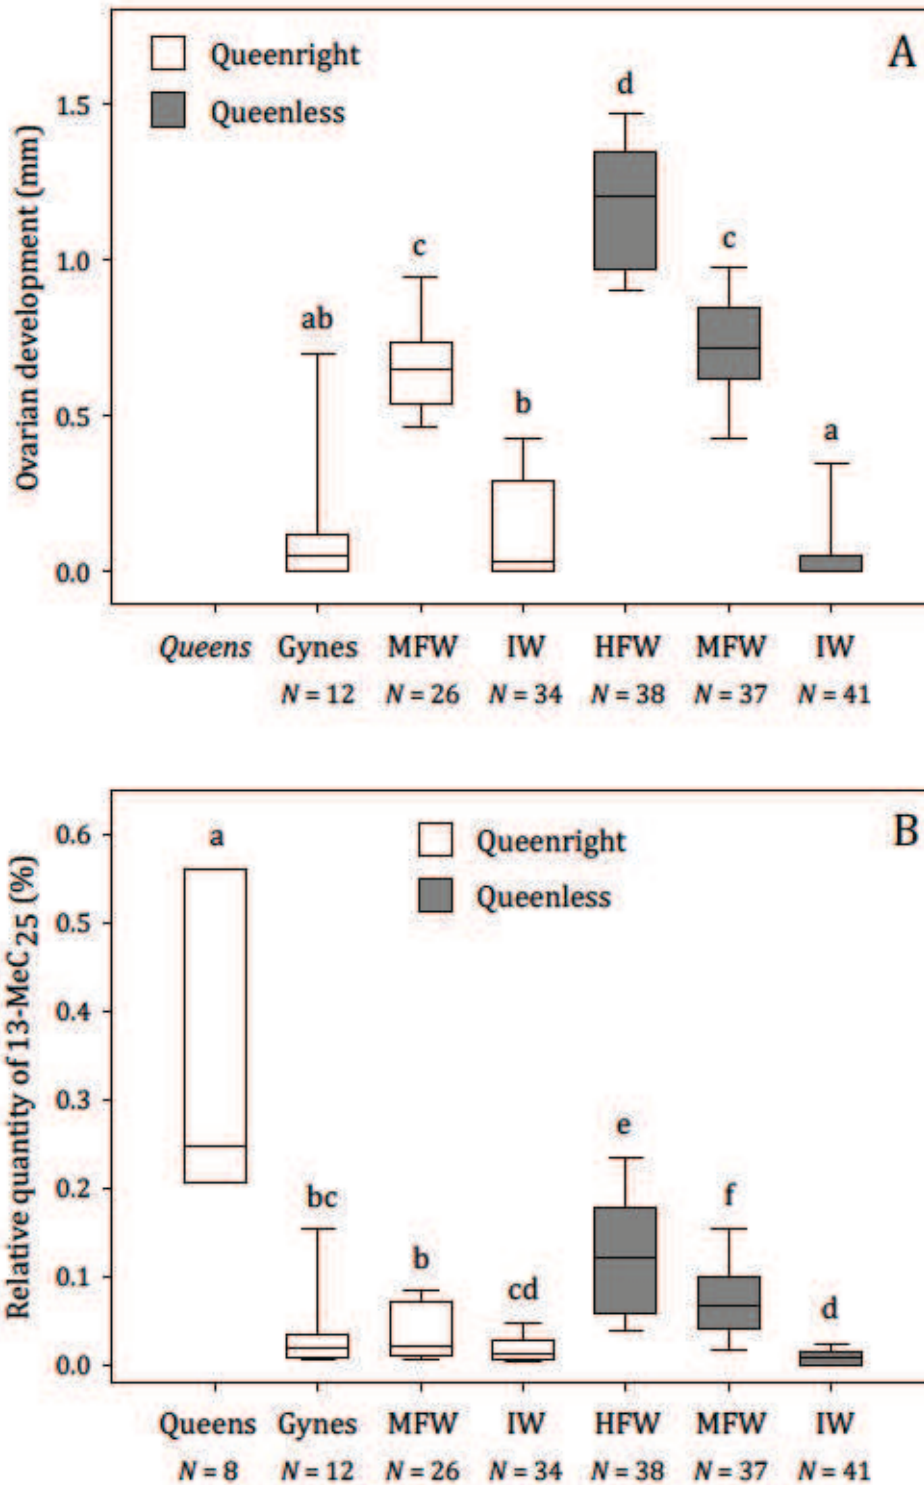 A
Queenright
Queenless
Ovarian development (mm)
1.5
1.0
0.5
0.0
d
c
c
ab
b
a
Queens Gynes MFW IW HFW MFW IW
N = 12 N = 26 N = 34 N = 38 N = 37 N = 41
B
Queenright
Queenless
Relative quantity of 13-MeC25 (%)
0.6
0.5
0.4
0.3
0.2
0.1
0.0
a
bc
b
cd
e
f
d
Queens Gynes MFW IW HFW MFW IW
N = 8 N = 12 N = 26 N = 34 N = 38 N = 37 N = 41